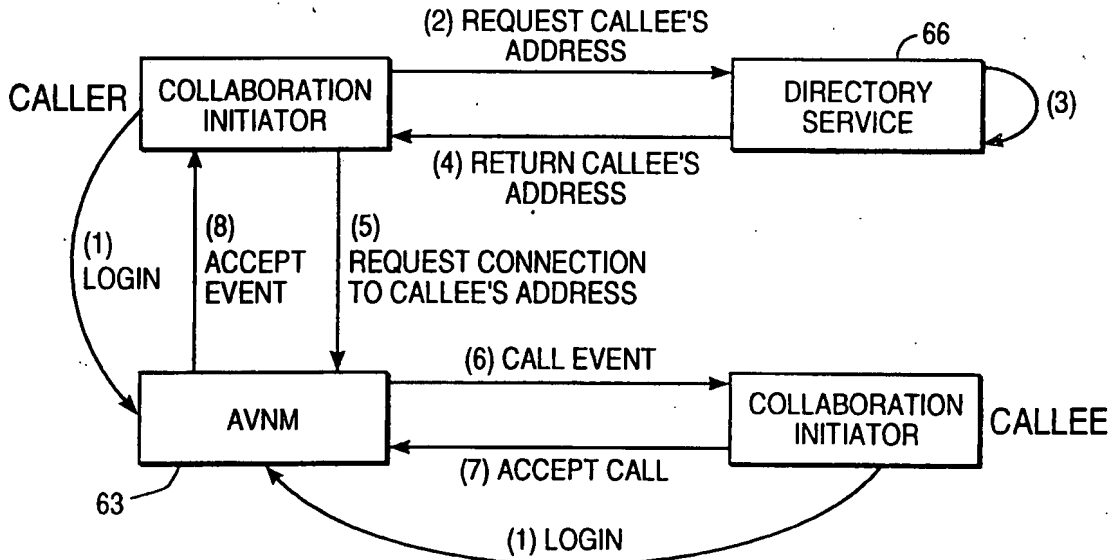 (2) REQUEST CALLEE'S
ADDRESS
66
CALLER
COLLABORATION
INITIATOR
DIRECTORY
SERVICE
(3)
(4) RETURN CALLEE'S
ADDRESS
(1)
LOGIN
(8)
ACCEPT
EVENT
(5)
REQUEST CONNECTION
TO CALLEE'S ADDRESS
(6) CALL EVENT
AVNM
COLLABORATION
INITIATOR
CALLEE
(7) ACCEPT CALL
63
(1) LOGIN